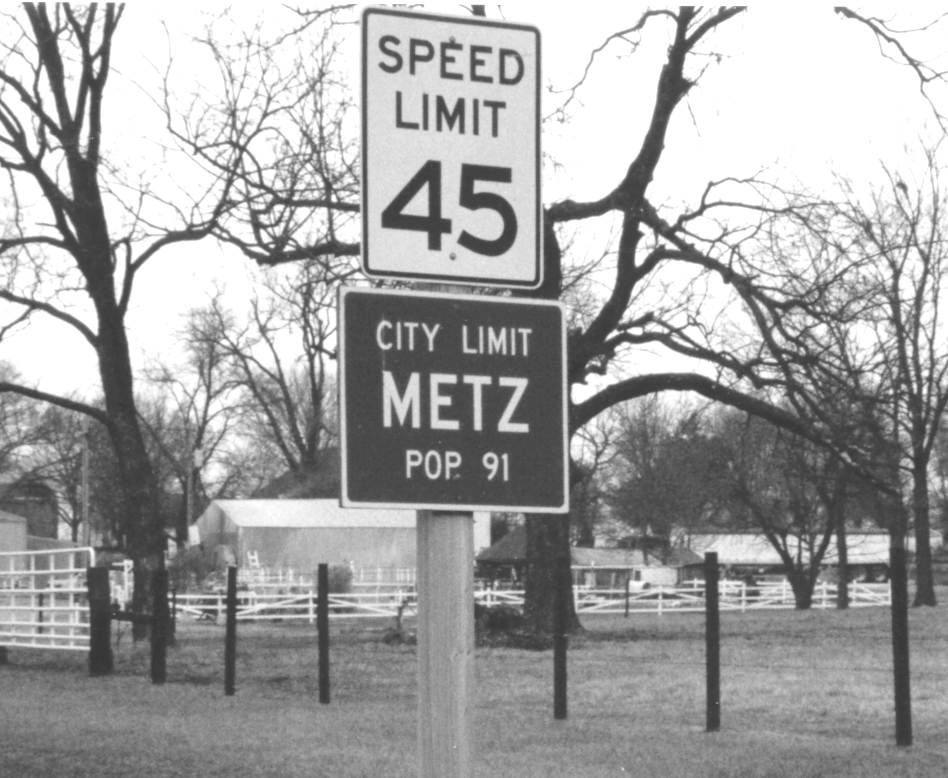 SPEED
LIMIT
45
CITY LIMIT
METZ
POP 91